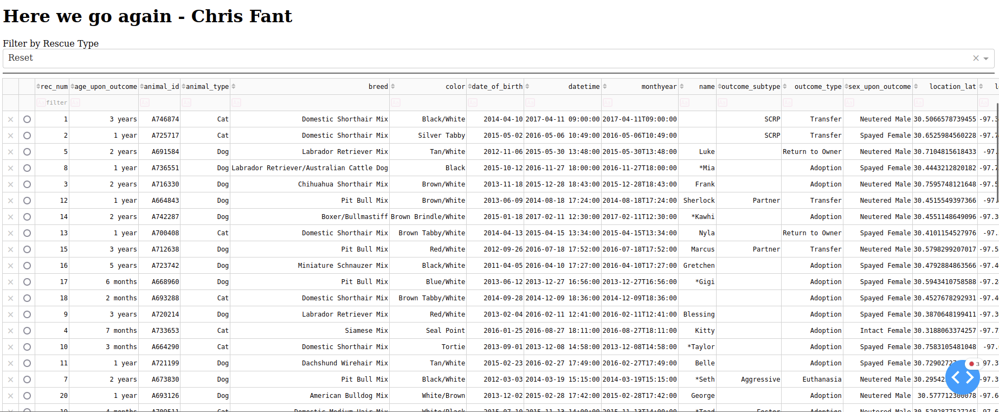 Here we go again - Chris Fant
Filter by Rescue Type
Reset
rec_num age_upon_outcome animal_id animal_type breed color date_of_birth datetime monthyear name outcome_subtype outcome_type sex_upon_outcome location_lat
filter
1 3 years A746874 Cat Domestic Shorthair Mix Black/White 2014-04-10 2017-04-11 09:00:00 2017-04-11T09:00:00 SCRP Transfer Neutered Male 30.5066578739455 -97.3
2 1 year A725717 Cat Domestic Shorthair Mix Silver Tabby 2015-05-02 2016-05-06 10:49:00 2016-05-06T10:49:00 SCRP Transfer Spayed Female 30.6525984560228 -97.7
5 2 years A691584 Dog Labrador Retriever Mix Tan/White 2012-11-06 2015-05-30 13:48:00 2015-05-30T13:48:00 Luke Return to Owner Neutered Male 30.7104815618433 -97.
8 1 year A736551 Dog Labrador Retriever/Australian Cattle Dog Black 2015-10-12 2016-11-27 18:00:00 2016-11-27T18:00:00 *Mia Adoption Spayed Female 30.4443212820182 -97.7
3 2 years A716330 Dog Chihuahua Shorthair Mix Brown/White 2013-11-18 2015-12-28 18:43:00 2015-12-28T18:43:00 Frank Adoption Neutered Male 30.7595748121648 -97.5
12 1 year A664843 Dog Pit Bull Mix Brown/White 2013-06-09 2014-08-18 17:24:00 2014-08-18T17:24:00 Sherlock Partner Transfer Neutered Male 30.4515549397366 -97.
14 2 years A742287 Dog Boxer/Bullmastiff Brown Brindle/White 2015-01-18 2017-02-11 12:30:00 2017-02-11T12:30:00 *Kawhi Adoption Neutered Male 30.4551148649096 -97.3
13 1 year A700408 Cat Domestic Shorthair Mix Brown Tabby/White 2014-04-13 2015-04-15 13:34:00 2015-04-15T13:34:00 Nyla Return to Owner Spayed Female 30.4101154527976 -97.
15 3 years A712638 Dog Pit Bull Mix Red/White 2012-09-26 2016-07-18 17:52:00 2016-07-18T17:52:00 Marcus Partner Transfer Neutered Male 30.5798299207017 -97.5
16 5 years A723742 Dog Miniature Schnauzer Mix Black/White 2011-04-05 2016-04-10 17:27:00 2016-04-10T17:27:00 Gretchen Adoption Spayed Female 30.4792884863566 -97.4
17 6 months A668960 Dog Pit Bull Mix Blue/White 2013-06-12 2013-12-27 16:56:00 2013-12-27T16:56:00 *Gigi Adoption Spayed Female 30.5943410758588 -97.2
18 2 months A693288 Cat Domestic Shorthair Mix Brown Tabby/White 2014-09-28 2014-12-09 18:36:00 2014-12-09T18:36:00 Adoption Spayed Female 30.4527678292931 -97.4
9 3 years A720214 Dog Labrador Retriever Mix Red/White 2013-02-04 2016-02-11 12:41:00 2016-02-11T12:41:00 Blessing Adoption Spayed Female 30.3870648199411 -97.3
4 7 months A733653 Cat Siamese Mix Seal Point 2016-01-25 2016-08-27 18:11:00 2016-08-27T18:11:00 Kitty Adoption Intact Female 30.3188063374257 -97.7
10 3 months A664290 Cat Domestic Shorthair Mix Tortie 2013-09-01 2013-12-08 14:58:00 2013-12-08T14:58:00 *Taylor Adoption Spayed Female 30.7583105481048 -97.
11 1 year A721199 Dog Dachshund Wirehair Mix Tan/White 2015-02-23 2016-02-27 17:49:00 2016-02-27T17:49:00 Belle Adoption Spayed Female 3
7 2 years A673830 Dog Pit Bull Mix Black/White 2012-03-03 2014-03-19 15:15:00 2014-03-19T15:15:00 *Seth Aggressive Euthanasia Neutered Male
20 1 year A693126 Dog American Bulldog Mix White/Brown 2013-12-02 2015-02-28 17:42:00 2015-02-28T17:42:00 George Adoption Neutered Male -97.6